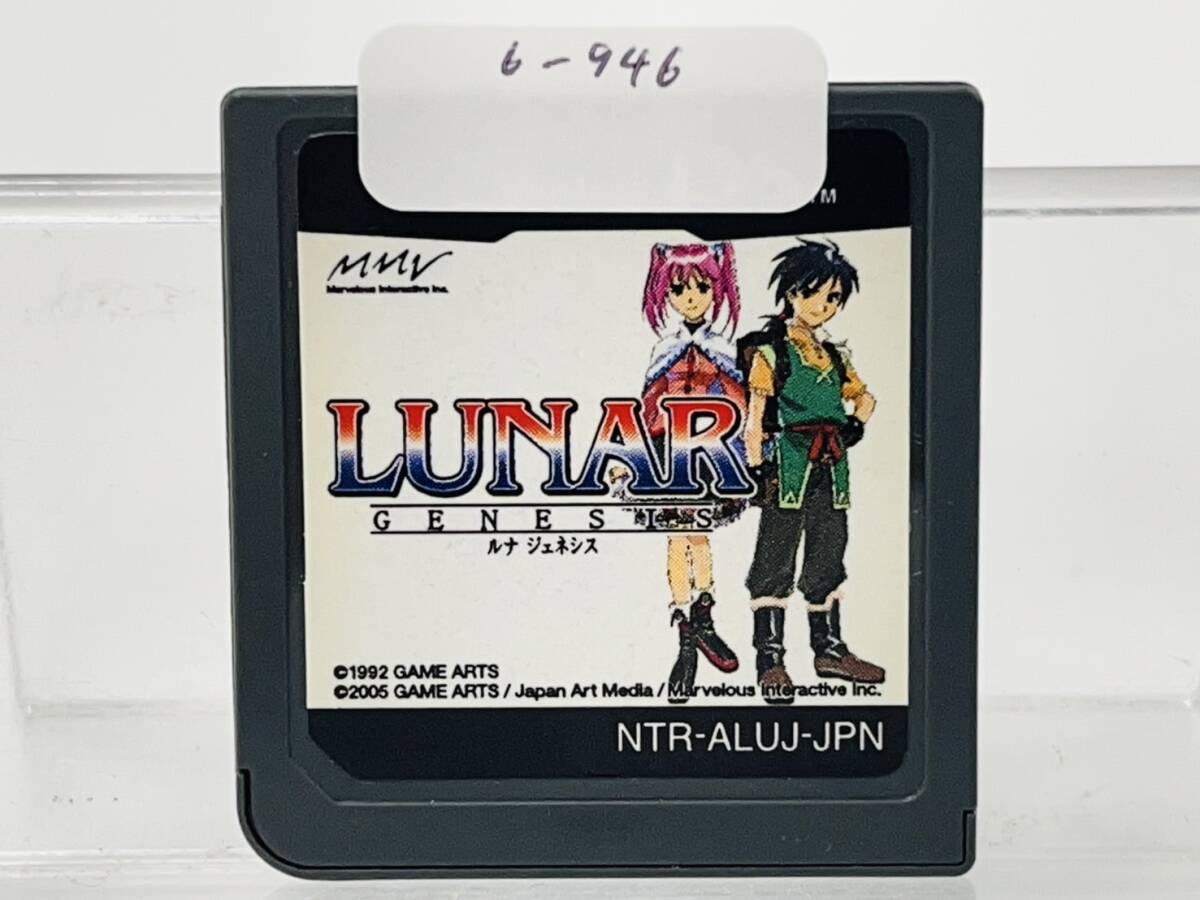 6-946
TM
MMV
Marvelous Interactive Inc.
LUNAR
GENESIS
ルナ ジェネシス
©1992 GAME ARTS
©2005 GAME ARTS / Japan Art Media / Marvelous Interactive Inc.
NTR-ALUJ-JPN